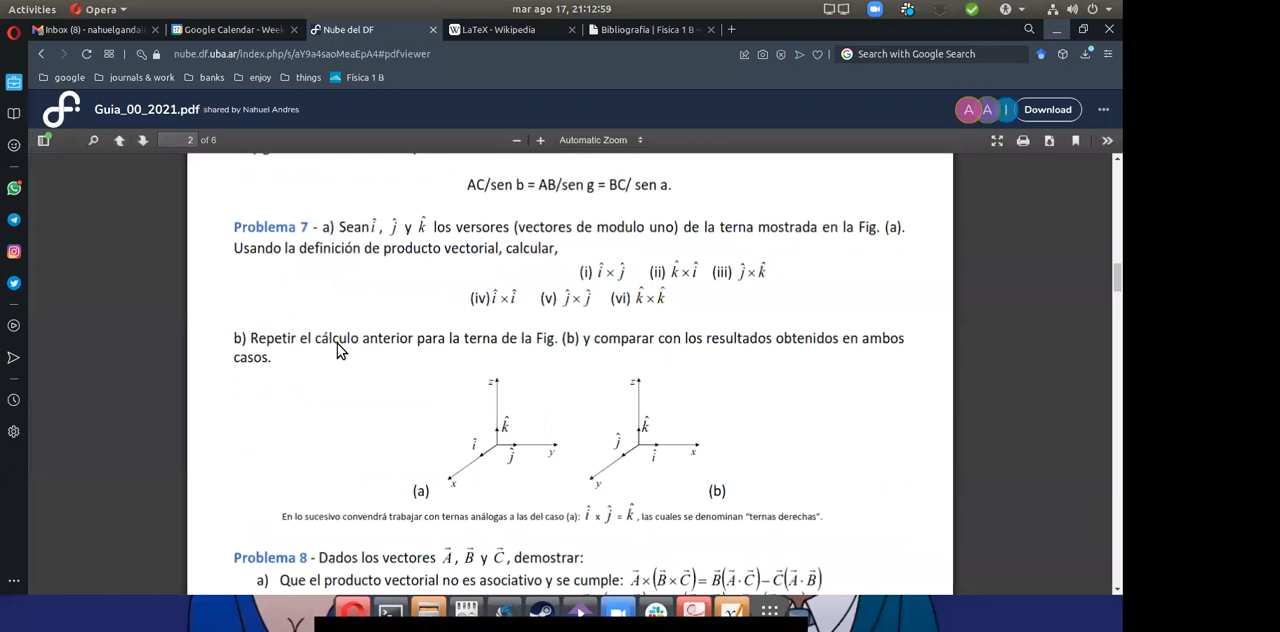 Activities Opera mar ago 17, 21:12:59
Inbox (8) - nahuelgandal Google Calendar - Week Nube del DF LaTeX - Wikipedia Bibliografía | Física 1 B –
nube.df.uba.ar/index.php/s/aY9a4saoMeaEpA4#pdfviewer Search with Google
google journals & work banks enjoy things Física 1 B
Guia_00_2021.pdf shared by Nahuel Andres A A I Download
2 of 6 Automatic Zoom
AC/sen b = AB/sen g = BC/ sen a.
Problema 7 - a) Sean î, ĵ y k̂ los versores (vectores de modulo uno) de la terna mostrada en la Fig. (a).
Usando la definición de producto vectorial, calcular,
(i) î × ĵ (ii) k̂ × î (iii) ĵ × k̂
(iv) î × î (v) ĵ × ĵ (vi) k̂ × k̂
b) Repetir el cálculo anterior para la terna de la Fig. (b) y comparar con los resultados obtenidos en ambos
casos.
z z
k̂ k̂
î ĵ
ĵ y î x
x y
(a) (b)
En lo sucesivo convendrá trabajar con ternas análogas a las del caso (a): î x ĵ = k̂, las cuales se denominan “ternas derechas”.
Problema 8 - Dados los vectores A⃗, B⃗ y C⃗, demostrar:
a) Que el producto vectorial no es asociativo y se cumple: A⃗×(B⃗×C⃗)= B⃗(A⃗·C⃗)−C⃗(A⃗·B⃗)